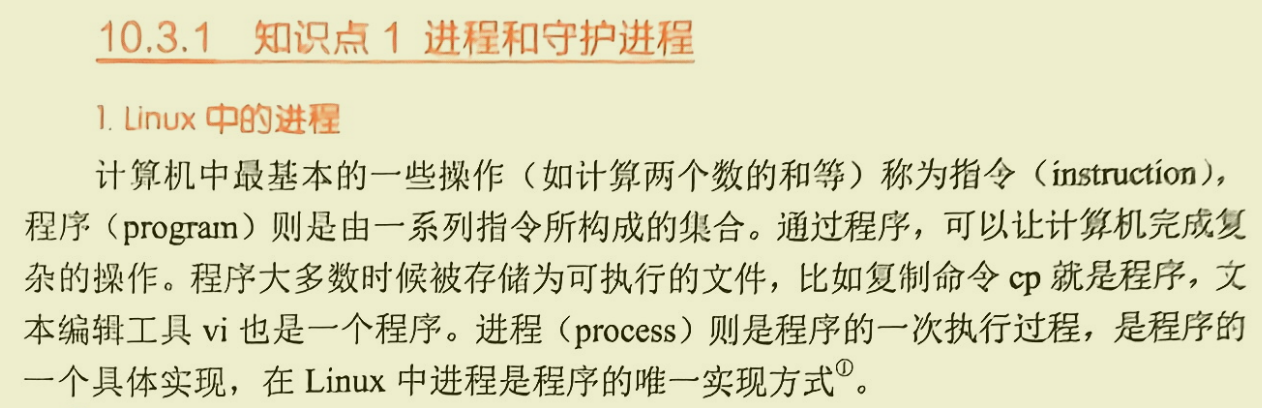 10.3.1 知识点 1 进程和守护进程
1. Linux 中的进程
计算机中最基本的一些操作（如计算两个数的和等）称为指令（instruction），
程序（program）则是由一系列指令所构成的集合。通过程序，可以让计算机完成复
杂的操作。程序大多数时候被存储为可执行的文件，比如复制命令 cp 就是程序，文
本编辑工具 vi 也是一个程序。进程（process）则是程序的一次执行过程，是程序的
一个具体实现，在 Linux 中进程是程序的唯一实现方式①。